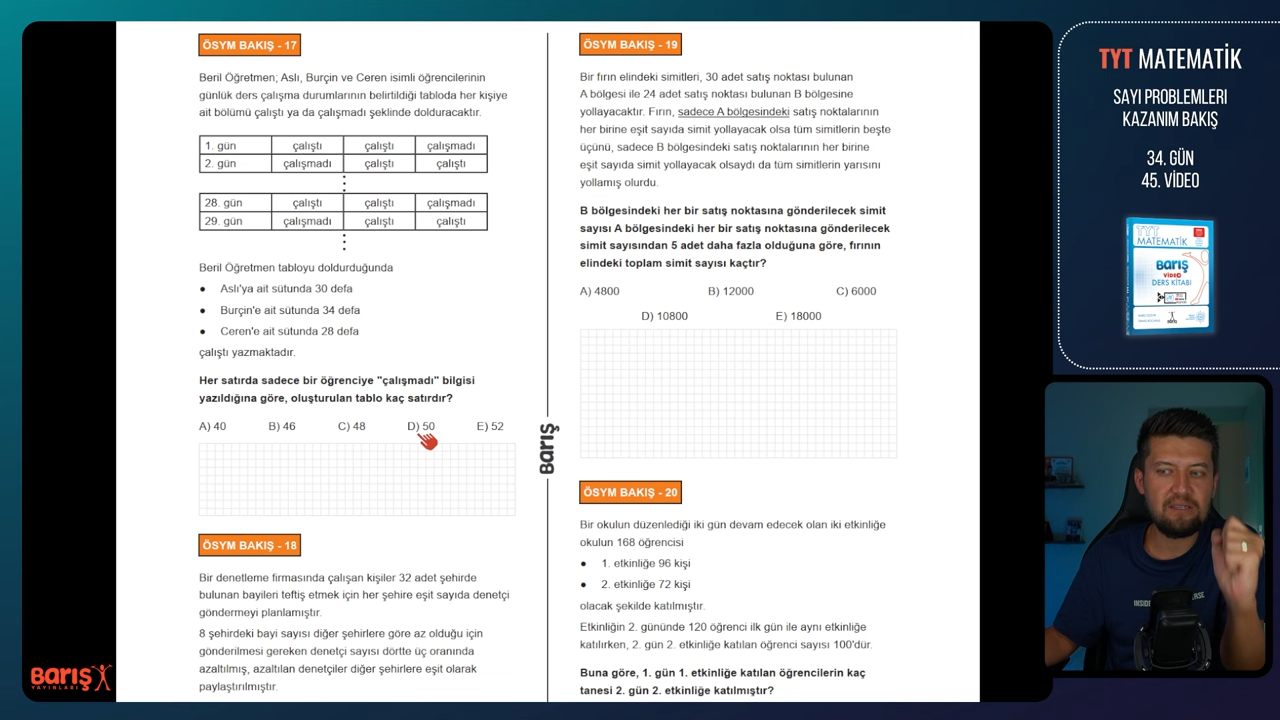 ÖSYM BAKIŞ - 17
Beril Öğretmen; Aslı, Burçin ve Ceren isimli öğrencilerinin
günlük ders çalışma durumlarının belirtildiği tabloda her kişiye
ait bölümü çalıştı ya da çalışmadı şeklinde dolduracaktır.
1. gün çalıştı çalıştı çalışmadı
2. gün çalışmadı çalıştı çalıştı
28. gün çalıştı çalıştı çalışmadı
29. gün çalışmadı çalıştı çalıştı
Beril Öğretmen tabloyu doldurduğunda
● Aslı'ya ait sütunda 30 defa
● Burçin'e ait sütunda 34 defa
● Ceren'e ait sütunda 28 defa
çalıştı yazmaktadır.
Her satırda sadece bir öğrenciye "çalışmadı" bilgisi
yazıldığına göre, oluşturulan tablo kaç satırdır?
A) 40 B) 46 C) 48 D) 50 E) 52
ÖSYM BAKIŞ - 18
Bir denetleme firmasında çalışan kişiler 32 adet şehirde
bulunan bayileri teftiş etmek için her şehire eşit sayıda denetçi
göndermeyi planlamıştır.
8 şehirdeki bayi sayısı diğer şehirlere göre az olduğu için
gönderilmesi gereken denetçi sayısı dörtte üç oranında
azaltılmış, azaltılan denetçiler diğer şehirlere eşit olarak
paylaştırılmıştır.
BARIŞ
ÖSYM BAKIŞ - 19
Bir fırın elindeki simitleri, 30 adet satış noktası bulunan
A bölgesi ile 24 adet satış noktası bulunan B bölgesine
yollayacaktır. Fırın, sadece A bölgesindeki satış noktalarının
her birine eşit sayıda simit yollayacak olsa tüm simitlerin beşte
üçünü, sadece B bölgesindeki satış noktalarının her birine
eşit sayıda simit yollayacak olsaydı da tüm simitlerin yarısını
yollamış olurdu.
B bölgesindeki her bir satış noktasına gönderilecek simit
sayısı A bölgesindeki her bir satış noktasına gönderilecek
simit sayısından 5 adet daha fazla olduğuna göre, fırının
elindeki toplam simit sayısı kaçtır?
A) 4800 B) 12000 C) 6000
D) 10800 E) 18000
ÖSYM BAKIŞ - 20
Bir okulun düzenlediği iki gün devam edecek olan iki etkinliğe
okulun 168 öğrencisi
● 1. etkinliğe 96 kişi
● 2. etkinliğe 72 kişi
olacak şekilde katılmıştır.
Etkinliğin 2. gününde 120 öğrenci ilk gün ile aynı etkinliğe
katılırken, 2. gün 2. etkinliğe katılan öğrenci sayısı 100'dür.
Buna göre, 1. gün 1. etkinliğe katılan öğrencilerin kaç
tanesi 2. gün 2. etkinliğe katılmıştır?
TYT MATEMATİK
SAYI PROBLEMLERI
KAZANIM BAKIŞ
34. GÜN
45. VİDEO
TYT
MATEMATİK
BARIŞ
VİDEO
DERS KİTABI
BARIŞ
YAYINLARI